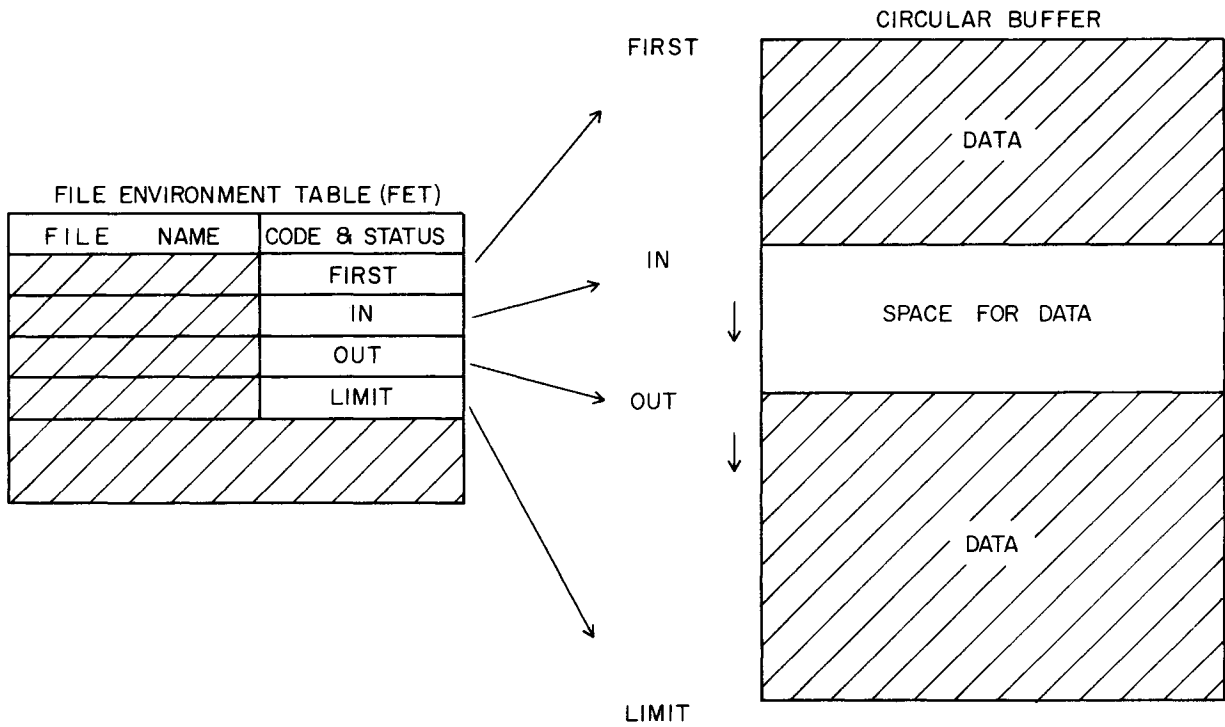 FILE ENVIRONMENT TABLE (FET)
FILE NAME
CODE & STATUS
FIRST
IN
OUT
LIMIT
FIRST
IN
OUT
LIMIT
CIRCULAR BUFFER
DATA
SPACE FOR DATA
DATA